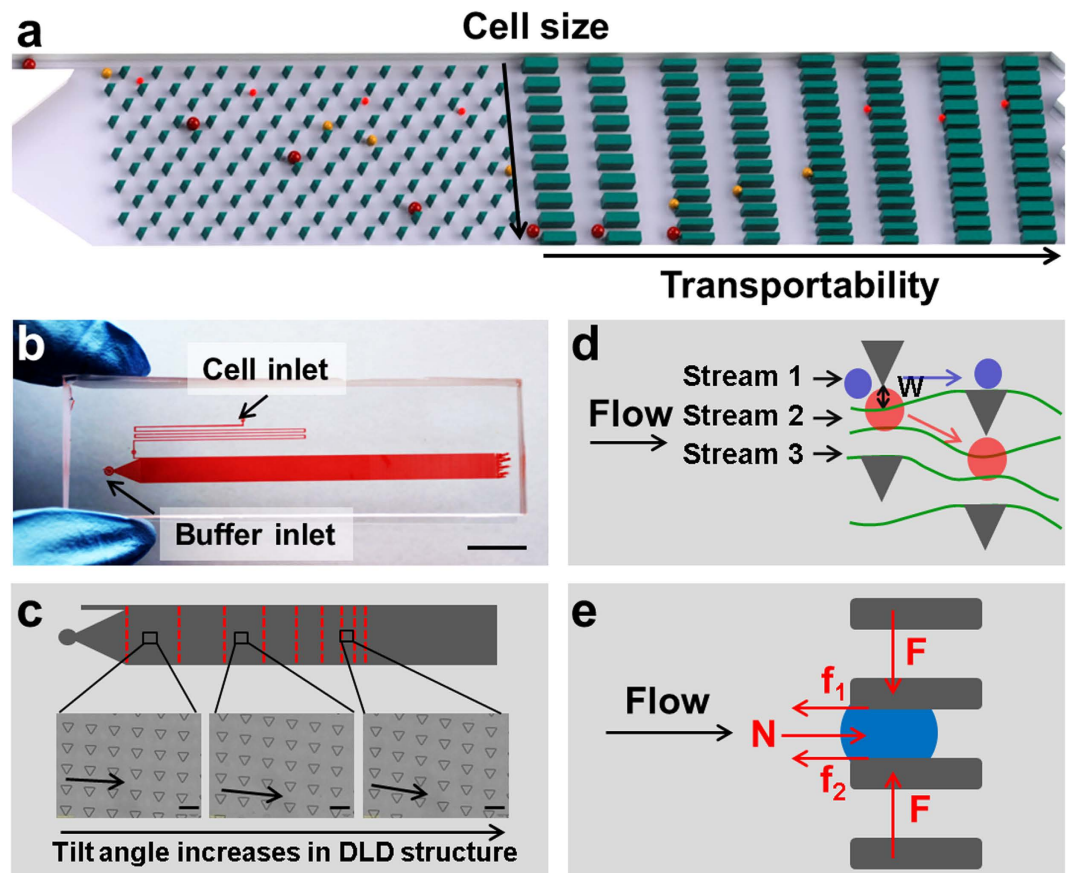 a
Cell size
Transportability
b
Cell inlet
Buffer inlet
d
Stream 1
W
Flow
Stream 2
Stream 3
c
Tilt angle increases in DLD structure
e
F
f1
Flow
N
f2
F